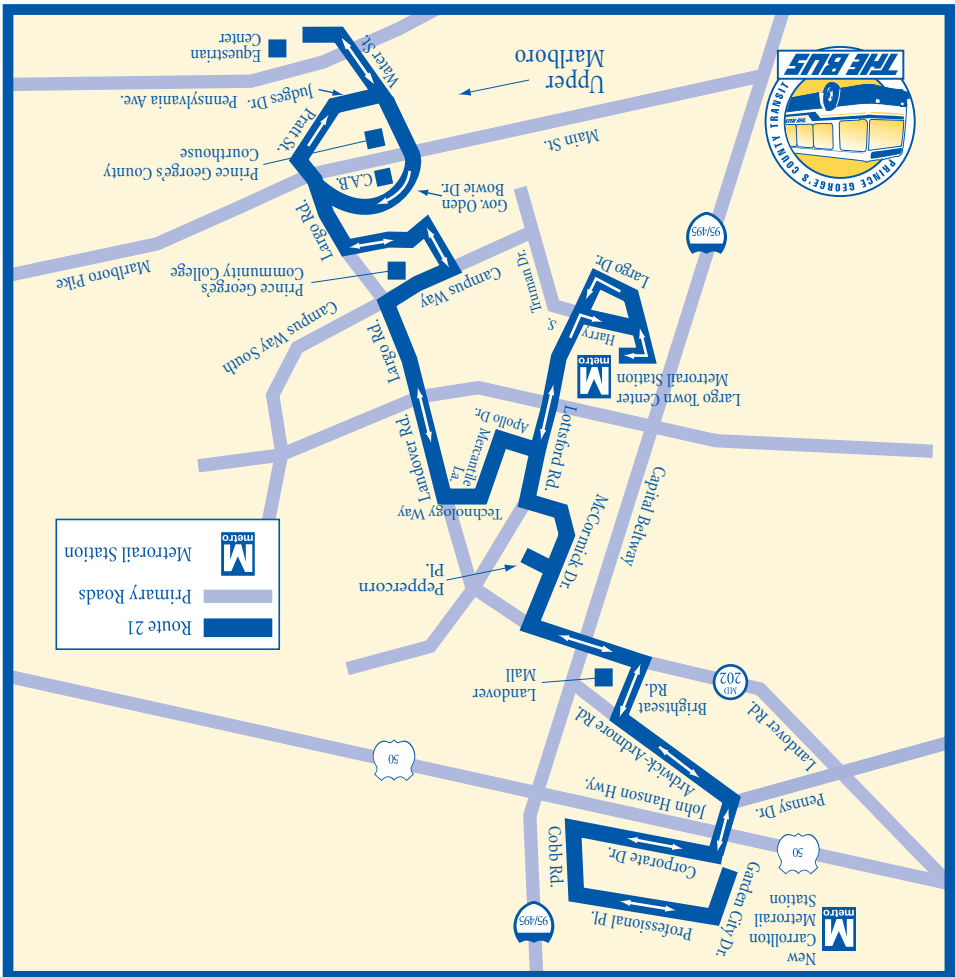 New
Carrollton
Metrorail
Station
M
metro
Garden City Dr.
Professional Pl.
95/495
Cobb Rd.
Corporate Dr.
50
John Hanson Hwy.
Pennsy Dr.
Ardwick-Ardmore Rd.
Landover Rd.
MD
202
Brightseat
Rd.
Landover
Mall
50
Route 21
Primary Roads
M
metro
Metrorail Station
Peppercorn
Pl.
McCormick Dr.
Capital Beltway
Technology Way
Mercantile
La.
Apollo Dr.
Lottsford Rd.
Landover Rd.
Largo Town Center
Metrorail Station
M
metro
Harry
S.
Truman Dr.
Largo Dr.
Largo Rd.
Campus Way South
Campus Way
Prince George's
Community College
95/495
Marlboro Pike
Largo Rd.
Gov. Oden
Bowie Dr.
C.A.B.
Prince George's County
Courthouse
Main St.
Pratt St.
Judges Dr.
Pennsylvania Ave.
Upper
Marlboro
Water St.
Equestrian
Center
PRINCE GEORGE'S COUNTY TRANSIT
THE BUS
THE BUS